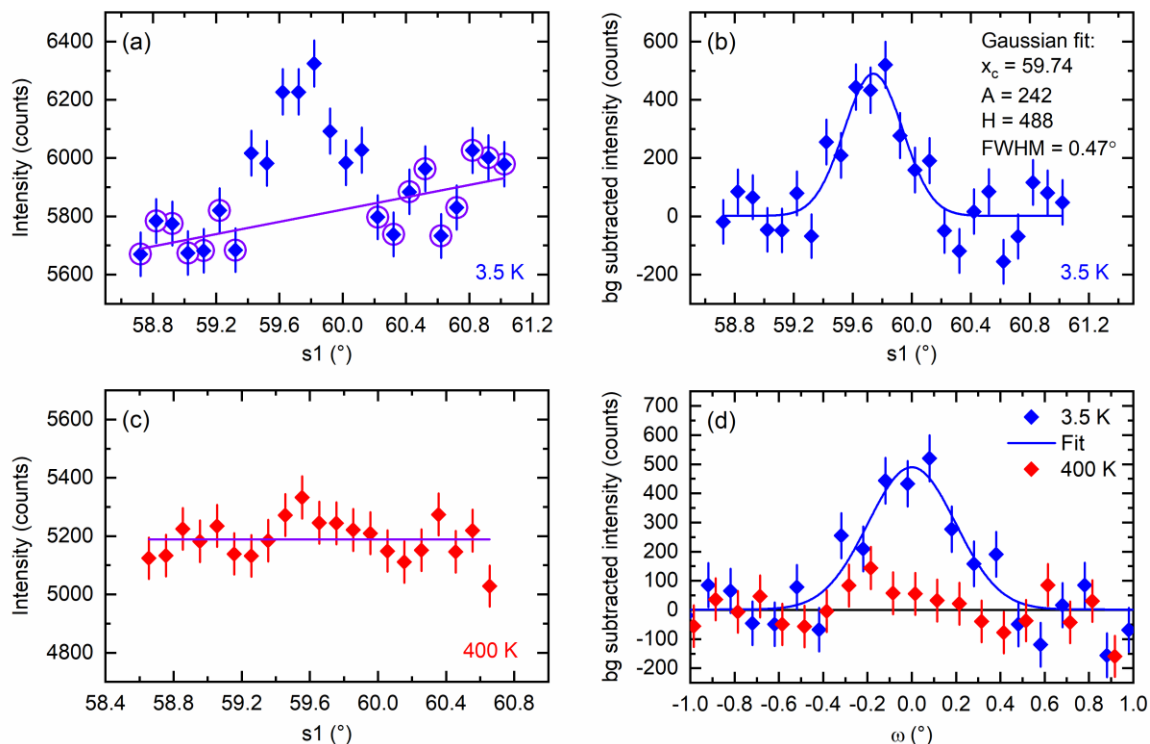 (a)
6400
6200
6000
5800
5600
Intensity (counts)
3.5 K
58.8 59.2 59.6 60.0 60.4 60.8 61.2
s1 (°)
(b)
600
400
200
0
-200
bg subtracted intensity (counts)
Gaussian fit:
x_c = 59.74
A = 242
H = 488
FWHM = 0.47°
3.5 K
58.8 59.2 59.6 60.0 60.4 60.8 61.2
s1 (°)
(c)
5600
5400
5200
5000
4800
Intensity (counts)
400 K
58.4 58.8 59.2 59.6 60.0 60.4 60.8
s1 (°)
(d)
700
600
500
400
300
200
100
0
-100
-200
bg subtracted intensity (counts)
3.5 K
Fit
400 K
-1.0 -0.8 -0.6 -0.4 -0.2 0.0 0.2 0.4 0.6 0.8 1.0
ω (°)